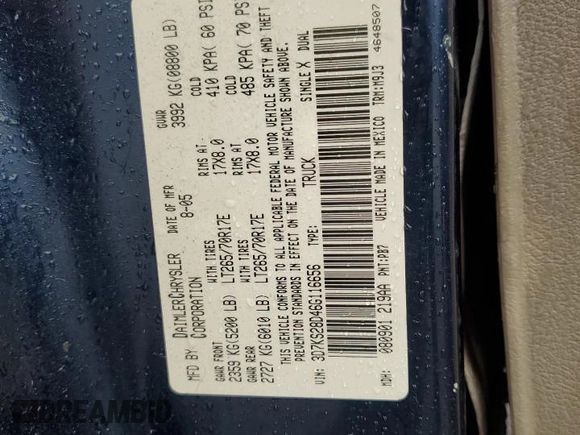 MFD BY DAIMLERCHRYSLER CORPORATION
DATE OF MFR 8-05
GVWR 3992 KG(08800 LB)
GAWR FRONT 2359 KG(5200 LB)
WITH TIRES LT265/70R17E
RIMS AT 17X8.0
COLD 410 KPA( 60 PSI
GAWR REAR 2727 KG(6010 LB)
WITH TIRES LT265/70R17E
RIMS AT 17X8.0
COLD 485 KPA( 70 PS
THIS VEHICLE CONFORMS TO ALL APPLICABLE FEDERAL MOTOR VEHICLE SAFETY AND THEFT
PREVENTION STANDARDS IN EFFECT ON THE DATE OF MANUFACTURE SHOWN ABOVE.
VIN: 3D7KS28D46G116656 TYPE: TRUCK SINGLE X DUAL
MDH: 080901 219AA PNT:PB7 VEHICLE MADE IN MEXICO TRM:M9J3 4648507
DREAMBID